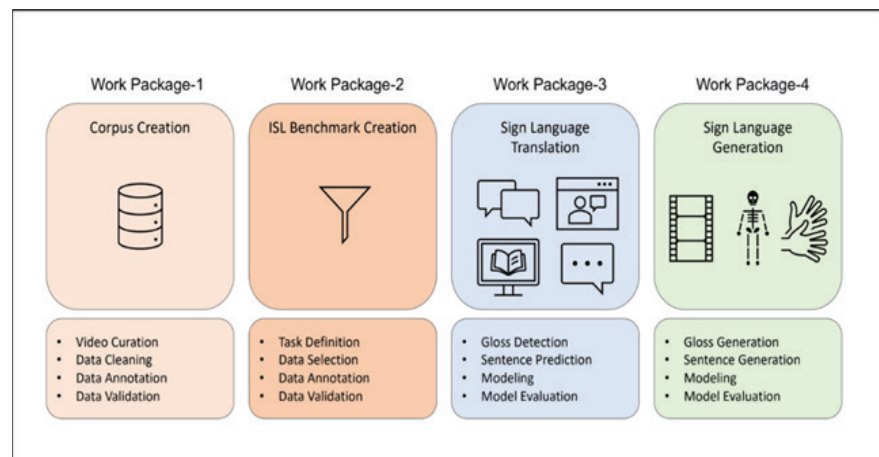 Work Package-1
Work Package-2
Work Package-3
Work Package-4
Corpus Creation
ISL Benchmark Creation
Sign Language
Translation
Sign Language
Generation
• Video Curation
• Data Cleaning
• Data Annotation
• Data Validation
• Task Definition
• Data Selection
• Data Annotation
• Data Validation
• Gloss Detection
• Sentence Prediction
• Modeling
• Model Evaluation
• Gloss Generation
• Sentence Generation
• Modeling
• Model Evaluation